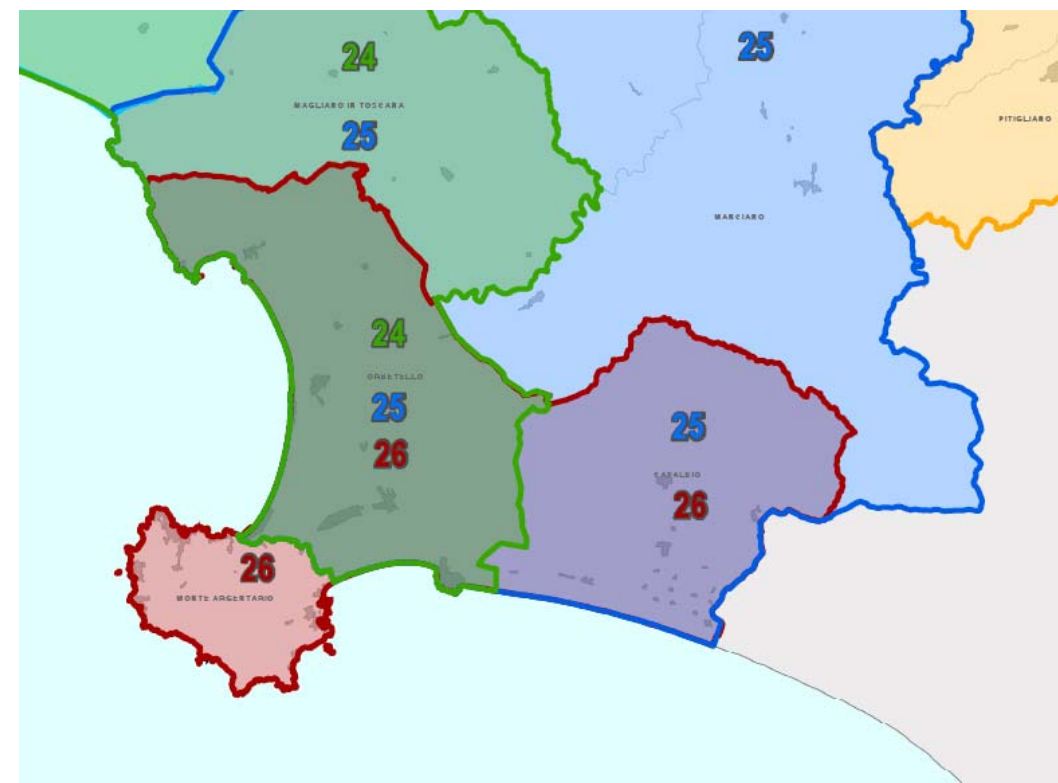 24
25
MAGLIANO IN TOSCANA
25
PITIGLIANO
MANCIANO
24
ORBETELLO
25
25
26
CAPALBIO
26
26
MONTE ARGENTARIO